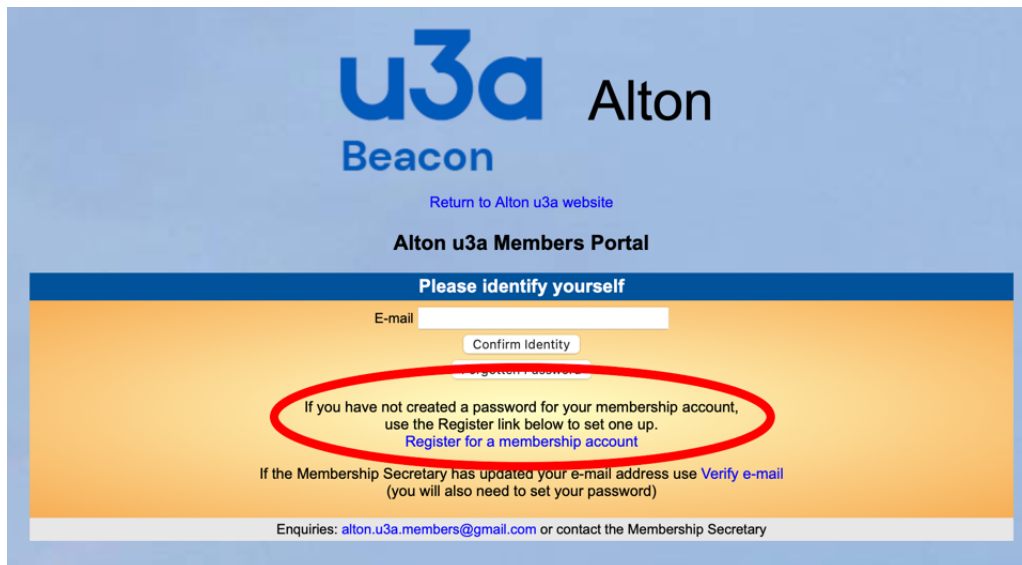 u3a Alton
Beacon
Return to Alton u3a website
Alton u3a Members Portal
Please identify yourself
E-mail
Confirm Identity
Forgotten Password
If you have not created a password for your membership account,
use the Register link below to set one up.
Register for a membership account
If the Membership Secretary has updated your e-mail address use Verify e-mail
(you will also need to set your password)
Enquiries: alton.u3a.members@gmail.com or contact the Membership Secretary